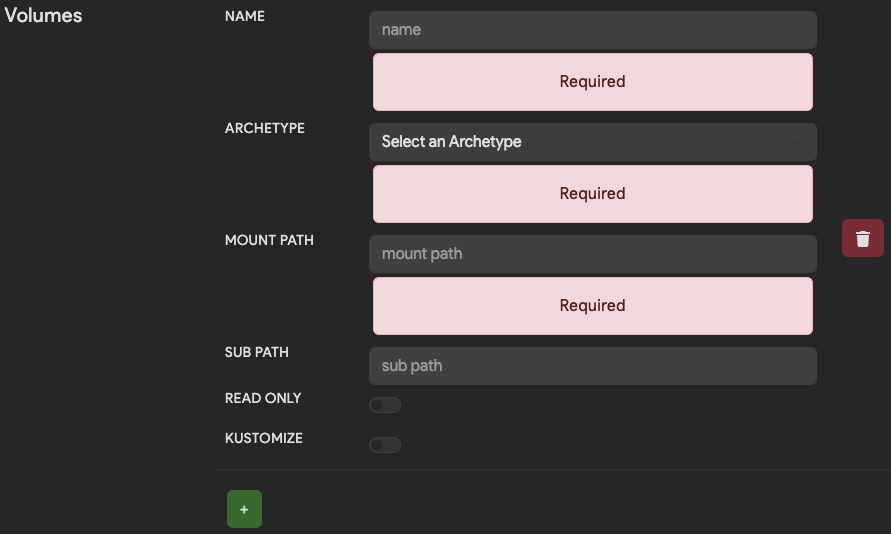 Volumes
NAME
name
Required
ARCHETYPE
Select an Archetype
Required
MOUNT PATH
mount path
Required
SUB PATH
sub path
READ ONLY
KUSTOMIZE
+